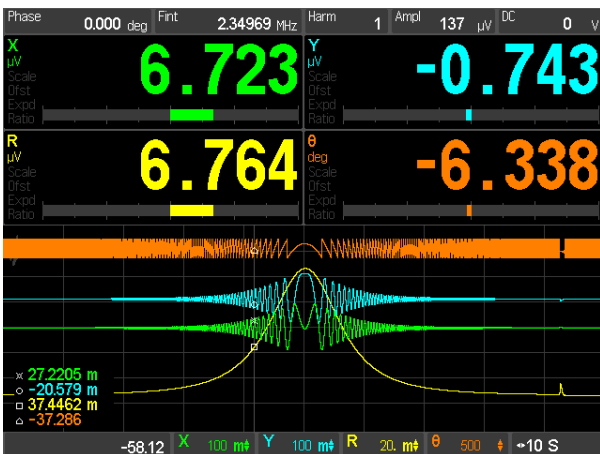 Phase 0.000 deg Fint 2.34969 MHz Harm 1 Ampl 137 µV DC 0 V
X
µV
Scale
Ofst
Expd
Ratio
6.723
Y
µV
Scale
Ofst
Expd
Ratio
-0.743
R
µV
Scale
Ofst
Expd
Ratio
6.764
θ
deg
Scale
Ofst
Expd
Ratio
-6.338
× 27.2205 m
○ -20.579 m
□ 37.4462 m
△ -37.286
-58.12 X 100 m Y 100 m R 20. m θ 500 10 S